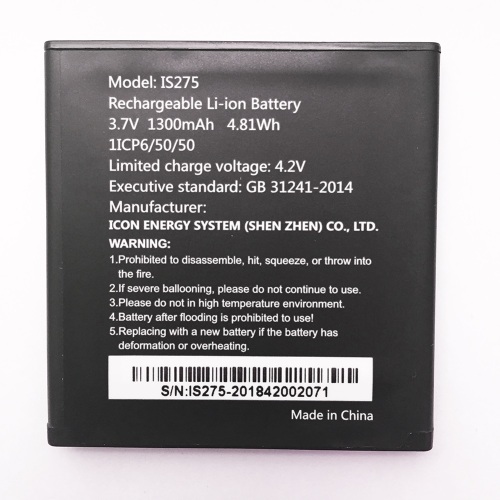 Model: IS275
Rechargeable Li-ion Battery
3.7V 1300mAh 4.81Wh
1ICP6/50/50
Limited charge voltage: 4.2V
Executive standard: GB 31241-2014
Manufacturer:
ICON ENERGY SYSTEM (SHEN ZHEN) CO., LTD.
WARNING:
1.Prohibited to disassemble, hit, squeeze, or throw into
the fire.
2.If severe ballooning, please do not continue to use.
3.Please do not in high temperature environment.
4.Battery after flooding is prohibited to use!
5.Replacing with a new battery if the battery has
deformation or overheating.
S/N:IS275-201842002071
Made in China